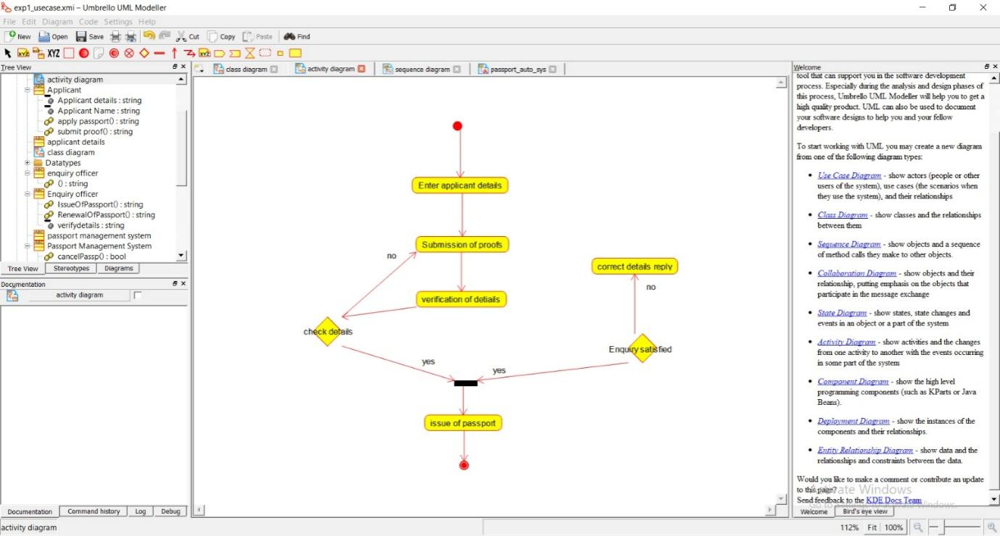 exp1_usecase.xmi – Umbrello UML Modeller
File Edit Diagram Code Settings Help
New Open Save Cut Copy Paste Find
XYZ XYZ XYZ
Tree View
activity diagram
Applicant
Applicant details : string
Applicant Name : string
apply passport() : string
submit proof() : string
applicant details
class diagram
Datatypes
enquiry officer
() : string
Enquiry officer
IssueOfPassport() : string
RenewalOfPassport() : string
verifydetails : string
passport management system
Passport Management System
cancelPassp() : bool
Tree View Stereotypes Diagrams
Documentation
activity diagram
Documentation Command history Log Debug
activity diagram
class diagram activity diagram sequence diagram passport_auto_sys
Enter applicant details
Submission of proofs
no
correct details reply
no
verification of detiails
check details
Enquiry satisfied
yes
yes
issue of passport
Welcome
tool that can support you in the software development
process. Especially during the analysis and design phases of
this process, Umbrello UML Modeller will help you to get a
high quality product. UML can also be used to document
your software designs to help you and your fellow
developers.
To start working with UML you may create a new diagram
from one of the following diagram types:
• Use Case Diagram - show actors (people or other
users of the system), use cases (the scenarios when
they use the system), and their relationships
• Class Diagram - show classes and the relationships
between them
• Sequence Diagram - show objects and a sequence
of method calls they make to other objects.
• Collaboration Diagram - show objects and their
relationship, putting emphasis on the objects that
participate in the message exchange
• State Diagram - show states, state changes and
events in an object or a part of the system
• Activity Diagram - show activities and the changes
from one activity to another with the events occurring
in some part of the system
• Component Diagram - show the high level
programming components (such as KParts or Java
Beans).
• Deployment Diagram - show the instances of the
components and their relationships.
• Entity Relationship Diagram - show data and the
relationships and constraints between the data.
Would you like to make a comment or contribute an update
to this page?
Send feedback to the KDE Docs Team
Activate Windows
Go to Settings to activate Windows.
Welcome Bird's eye view
112% Fit 100%